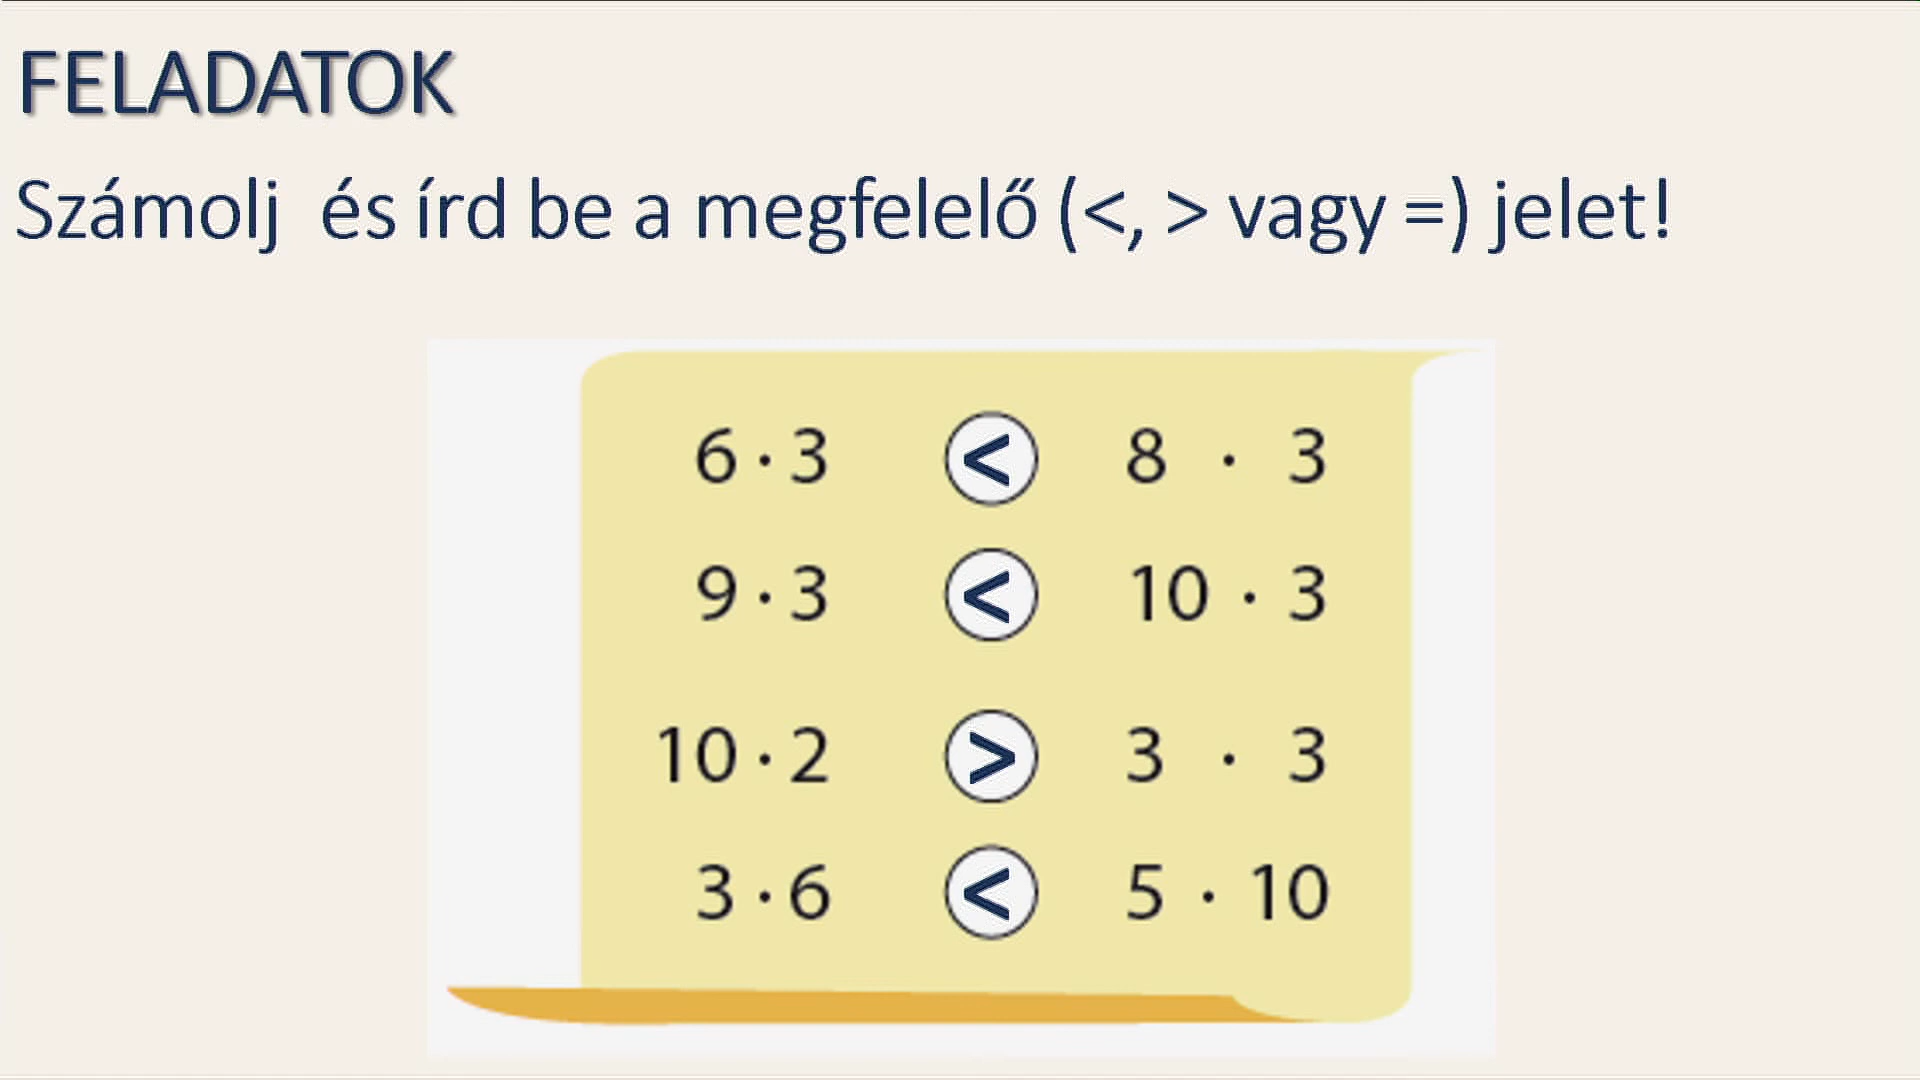 FELADATOK
Számolj és írd be a megfelelő (<, > vagy =) jelet!
6 · 3 < 8 · 3
9 · 3 < 10 · 3
10 · 2 > 3 · 3
3 · 6 < 5 · 10